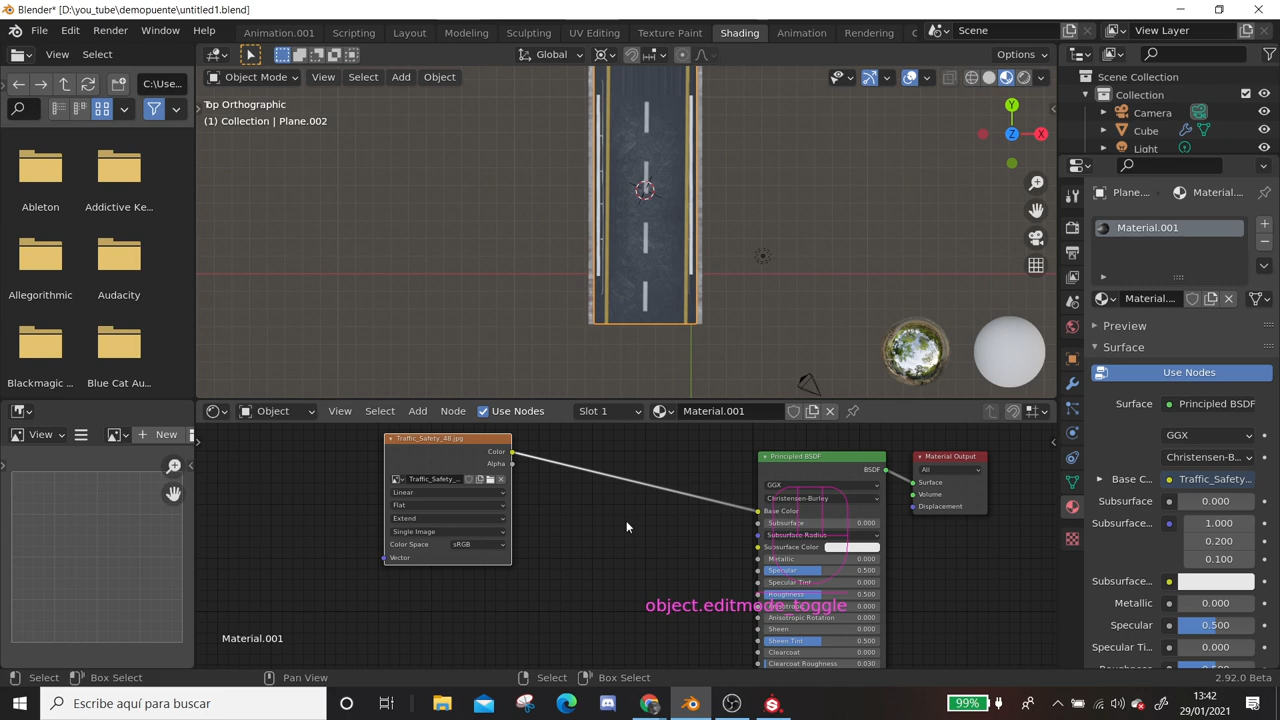 Blender* [D:\you_tube\demopuente\untitled1.blend]
File Edit Render Window Help Animation.001 Scripting Layout Modeling Sculpting UV Editing Texture Paint Shading Animation Rendering C Scene View Layer
View Select Global Options
C:\Use...
Object Mode View Select Add Object
Top Orthographic
(1) Collection | Plane.002
Y
Z
X
Scene Collection
Collection
Camera
Cube
Light
Ableton
Addictive Ke...
Allegorithmic
Audacity
Blackmagic ...
Blue Cat Au...
Plane.... Material....
Material.001
Materia...
Preview
Surface
Use Nodes
Surface Principled BSDF
GGX
Christensen-B...
Base C... Traffic_Safety...
Subsurface 0.000
Subsurface... 1.000
0.200
0.100
Subsurface...
Metallic 0.000
Specular 0.500
Specular Ti... 0.000
Roughness 0.500
View New
Object View Select Add Node Use Nodes Slot 1 Material.001
Traffic_Safety_48.jpg
Color
Alpha
Traffic_Safety_...
Linear
Flat
Extend
Single Image
Color Space sRGB
Vector
Principled BSDF
BSDF
GGX
Christensen-Burley
Base Color
Subsurface 0.000
Subsurface Radius
Subsurface Color
Metallic 0.000
Specular 0.500
Specular Tint 0.000
Roughness 0.500
Anisotropic 0.000
Anisotropic Rotation 0.000
Sheen 0.000
Sheen Tint 0.500
Clearcoat 0.000
Clearcoat Roughness 0.030
Material Output
All
Surface
Volume
Displacement
object.editmode_toggle
Material.001
Select Box Select Pan View Select Box Select 2.92.0 Beta
Escribe aquí para buscar
99%
13:42
29/01/2021